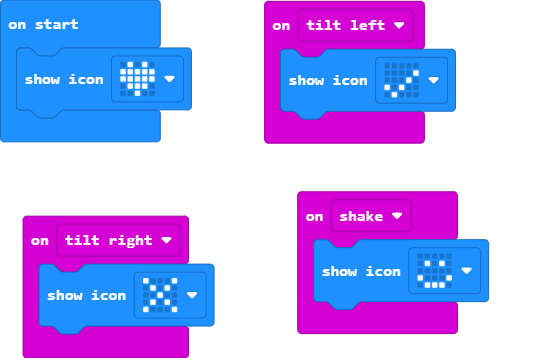 on start
show icon
on tilt left
show icon
on tilt right
show icon
on shake
show icon